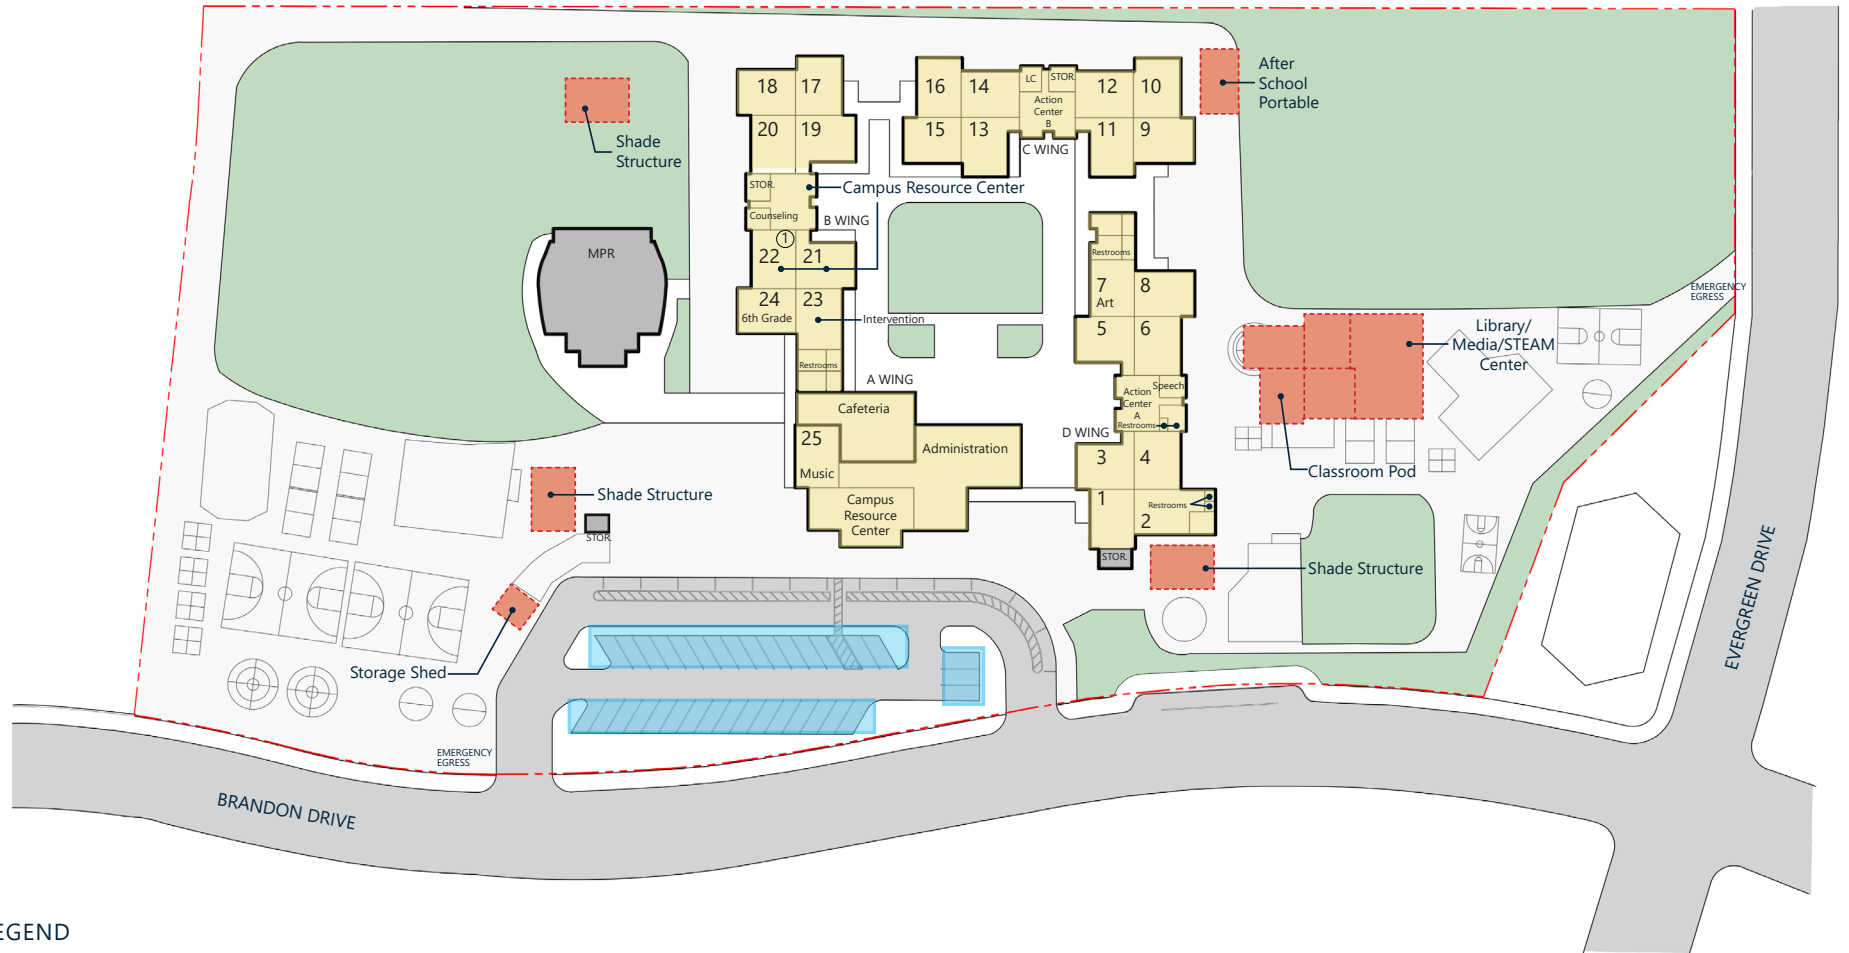 After
School
Portable
18
17
16
14
LC
STOR.
12
10
Action
Center
B
20
19
15
13
11
9
Shade
Structure
C WING
STOR.
Campus Resource Center
Counseling
B WING
1
22
21
MPR
Restrooms
7
Art
8
24
6th Grade
23
Intervention
EMERGENCY
EGRESS
5
6
Library/
Media/STEAM
Center
Restrooms
A WING
Speech
Action
Center
A
Restrooms
Cafeteria
D WING
25
Music
Administration
3
4
Classroom Pod
Shade Structure
Campus
Resource
Center
1
2
Restrooms
STOR.
STOR.
Shade Structure
EVERGREEN DRIVE
Storage Shed
EMERGENCY
EGRESS
BRANDON DRIVE
EGEND